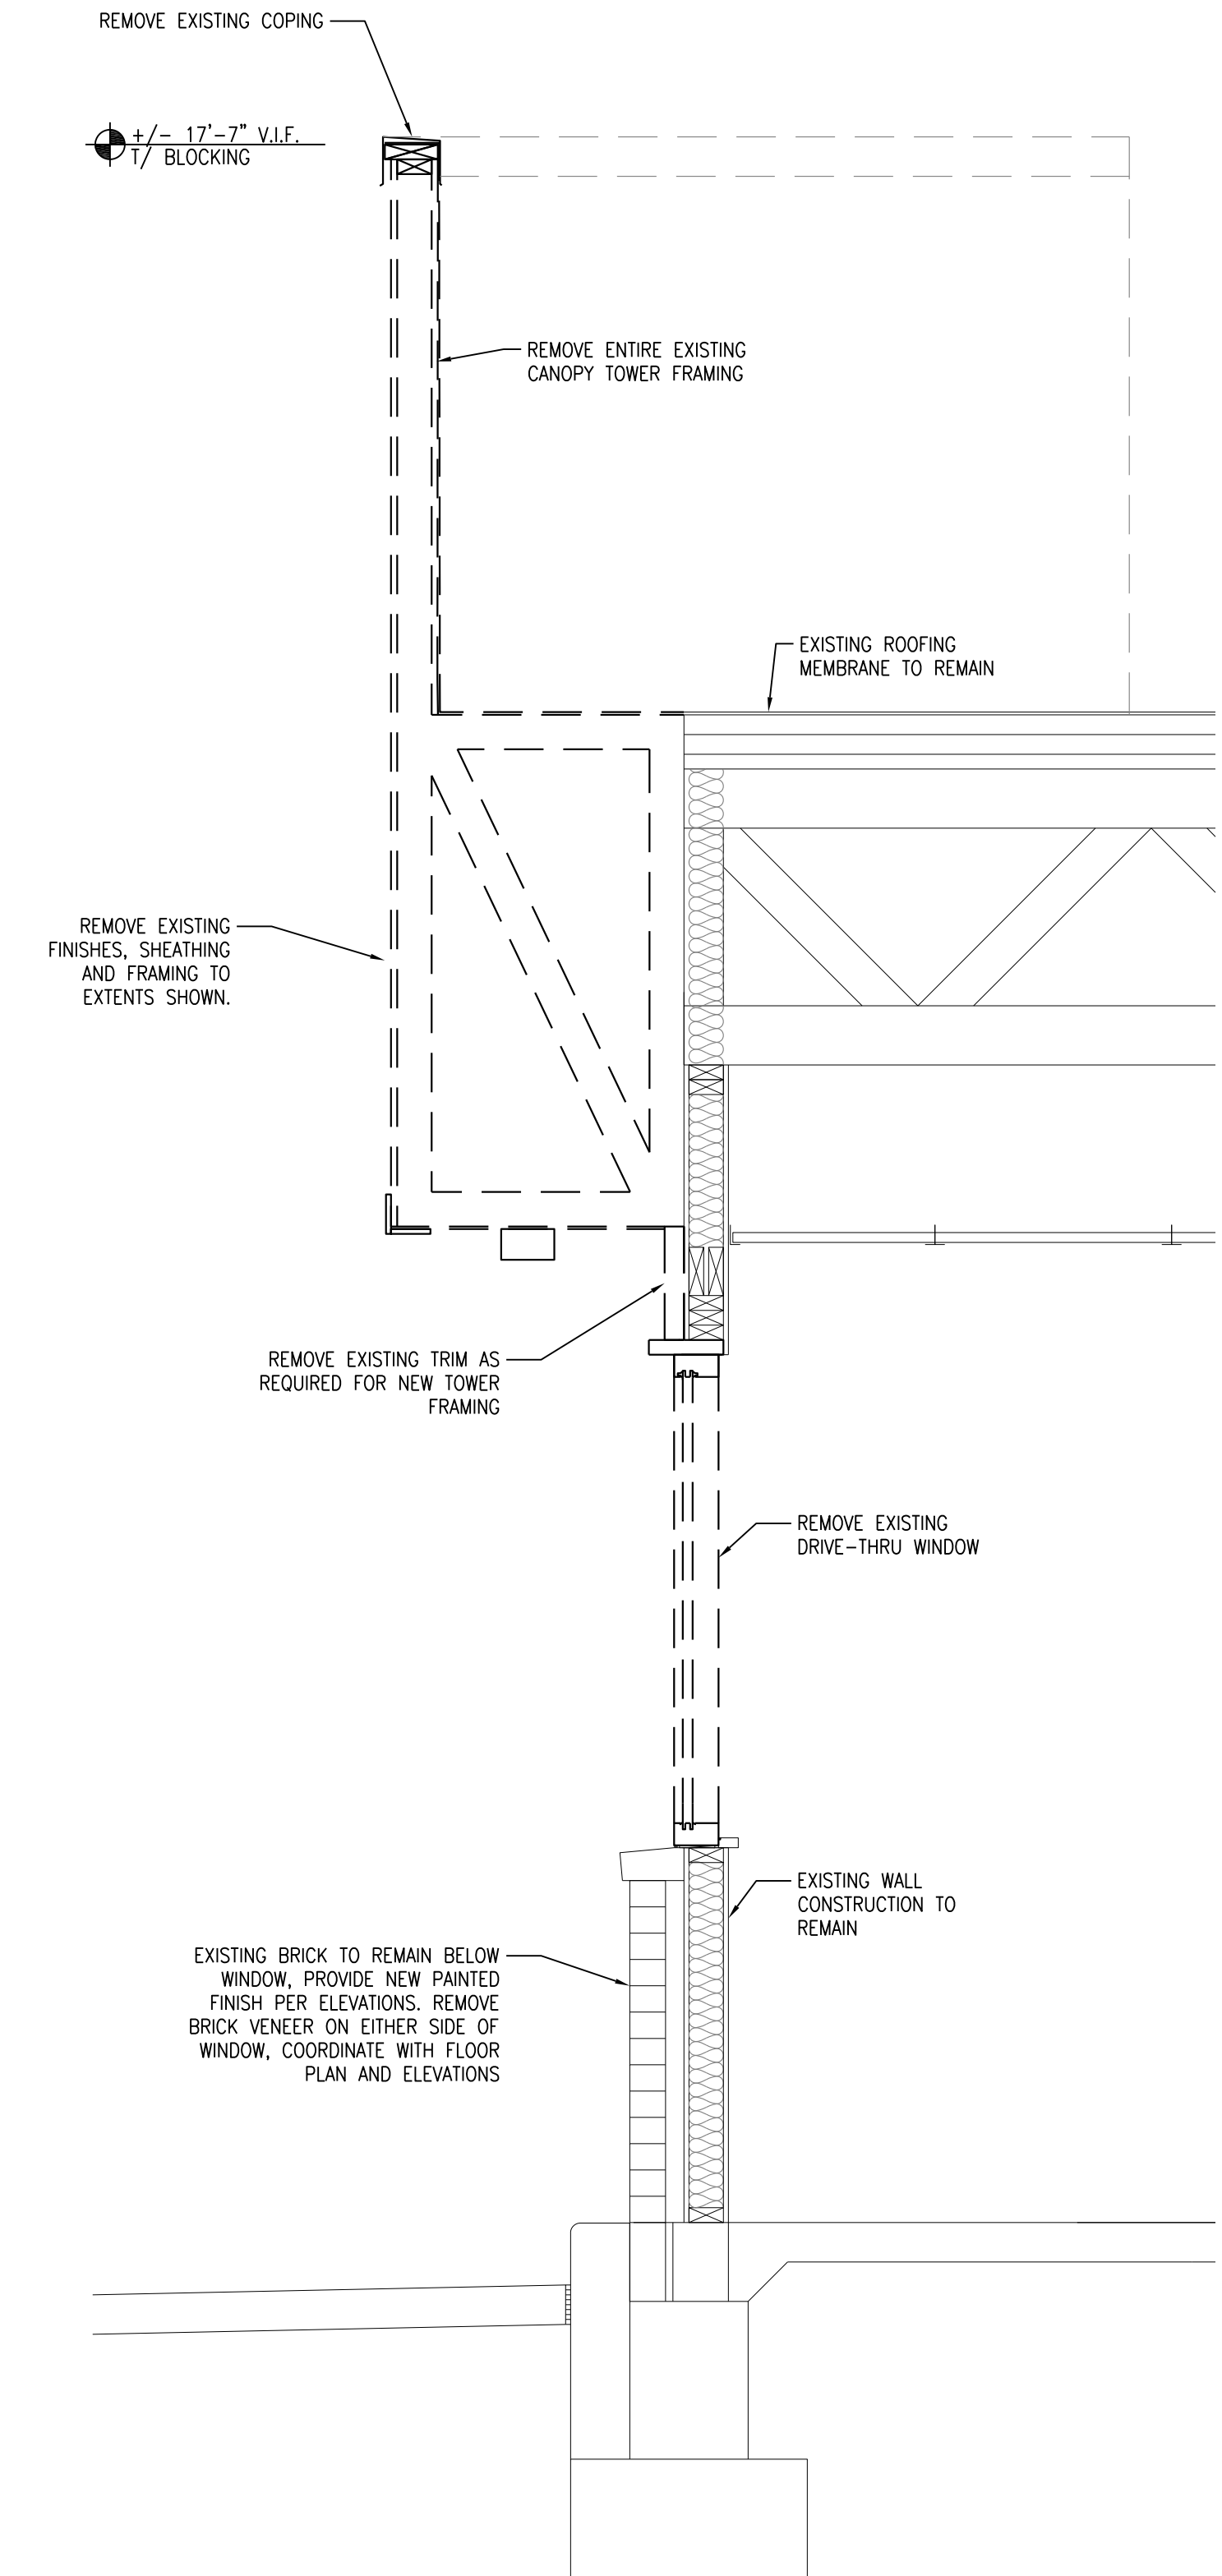 REMOVE EXISTING COPING
+/- 17'-7" V.I.F.
T/ BLOCKING
REMOVE ENTIRE EXISTING
CANOPY TOWER FRAMING
EXISTING ROOFING
MEMBRANE TO REMAIN
REMOVE EXISTING
FINISHES, SHEATHING
AND FRAMING TO
EXTENTS SHOWN.
REMOVE EXISTING TRIM AS
REQUIRED FOR NEW TOWER
FRAMING
REMOVE EXISTING
DRIVE-THRU WINDOW
EXISTING WALL
CONSTRUCTION TO
REMAIN
EXISTING BRICK TO REMAIN BELOW
WINDOW, PROVIDE NEW PAINTED
FINISH PER ELEVATIONS. REMOVE
BRICK VENEER ON EITHER SIDE OF
WINDOW, COORDINATE WITH FLOOR
PLAN AND ELEVATIONS